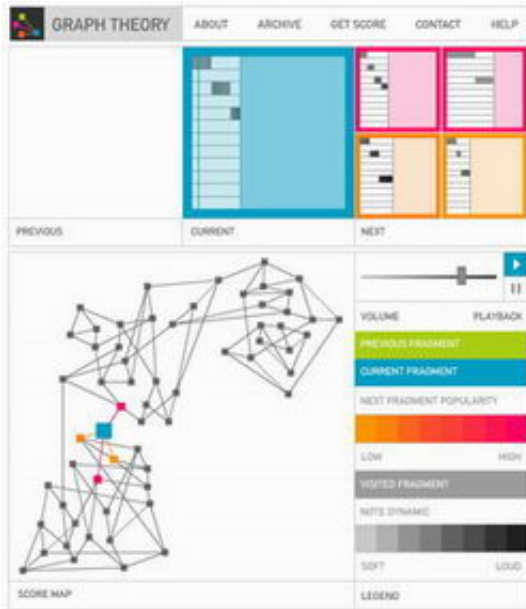 GRAPH THEORY ABOUT ARCHIVE GET SCORE CONTACT HELP
PREVIOUS CURRENT NEXT
VOLUME PLAYBACK
PREVIOUS FRAGMENT
CURRENT FRAGMENT
NEXT FRAGMENT POPULARITY
LOW HIGH
VISITED FRAGMENT
NOTE DYNAMIC
SOFT LOUD
SCORE MAP LEGEND